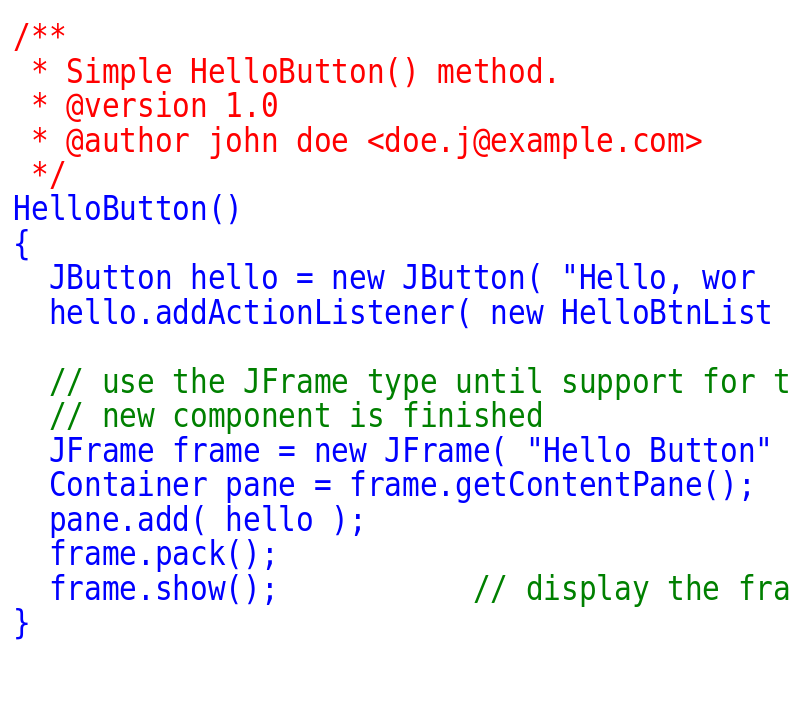 /**
 * Simple HelloButton() method.
 * @version 1.0
 * @author john doe <doe.j@example.com>
 */
HelloButton()
{
  JButton hello = new JButton( "Hello, wor
  hello.addActionListener( new HelloBtnList

  // use the JFrame type until support for t
  // new component is finished
  JFrame frame = new JFrame( "Hello Button"
  Container pane = frame.getContentPane();
  pane.add( hello );
  frame.pack();
  frame.show();           // display the fra
}